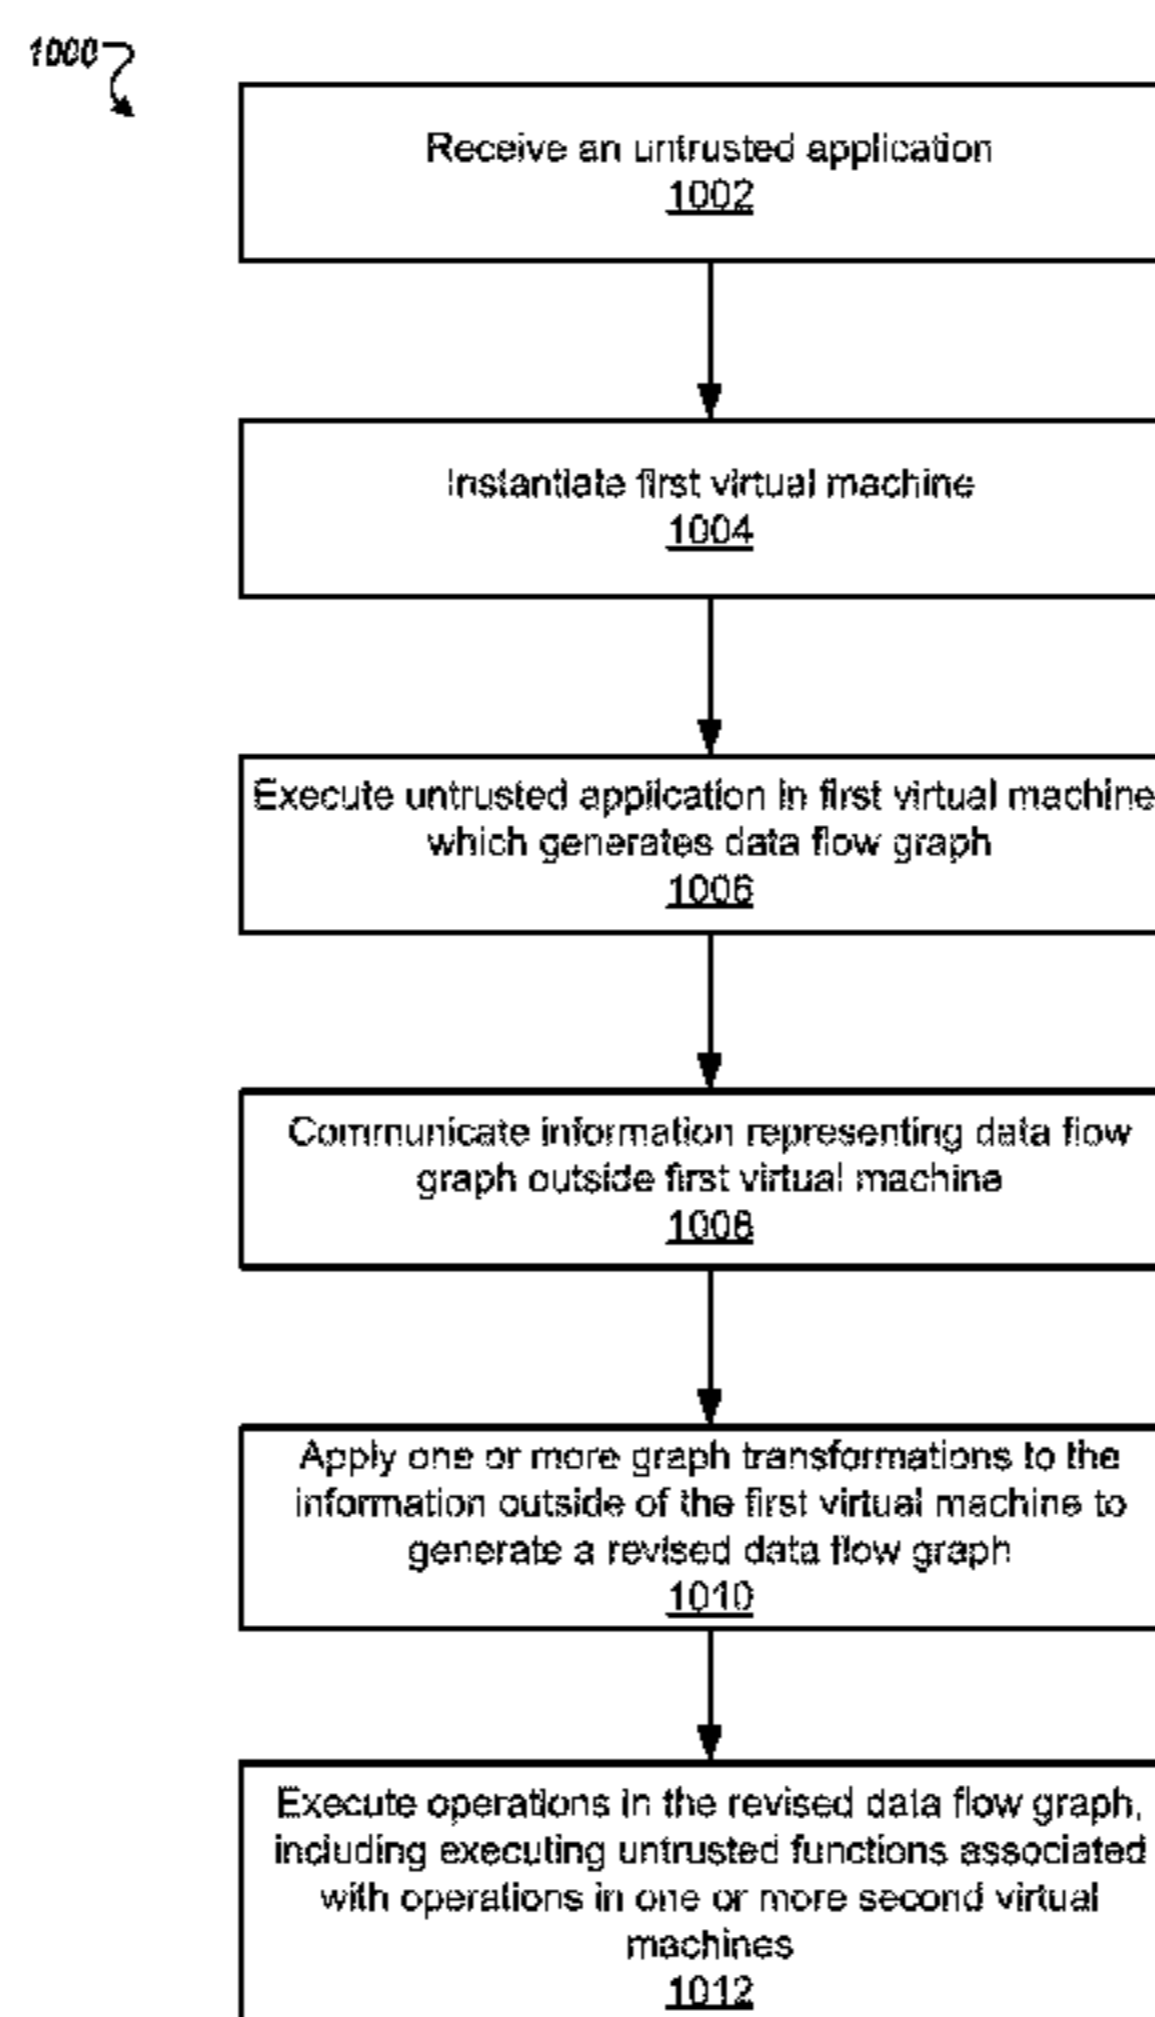 1000
Receive an untrusted application
1002
Instantiate first virtual machine
1004
Execute untrusted application in first virtual machine
which generates data flow graph
1006
Communicate information representing data flow
graph outside first virtual machine
1008
Apply one or more graph transformations to the
information outside of the first virtual machine to
generate a revised data flow graph
1010
Execute operations in the revised data flow graph,
including executing untrusted functions associated
with operations in one or more second virtual
machines
1012